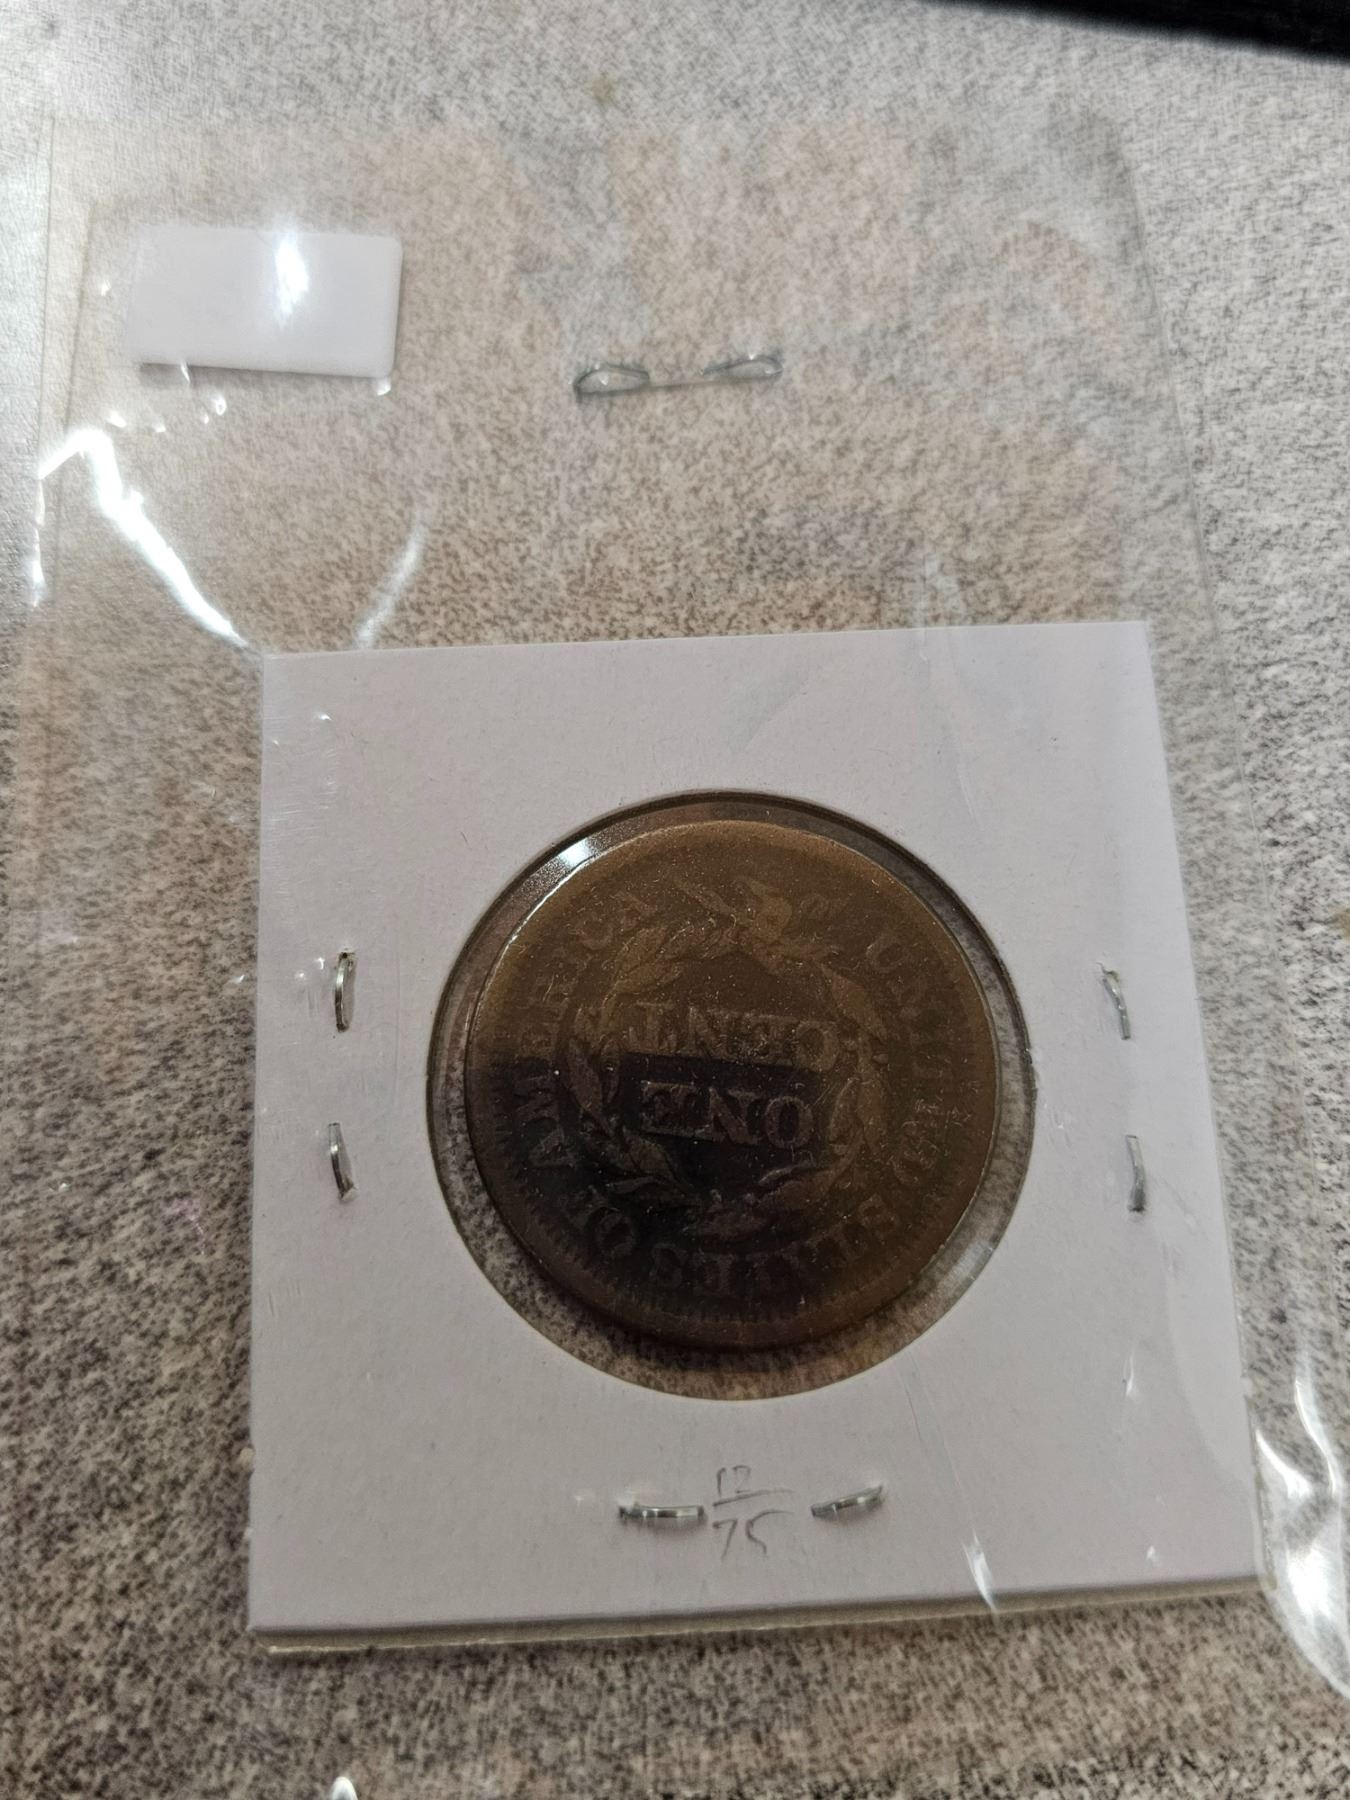 UNITED STATES OF AMERICA
ONE
CENT
12
75